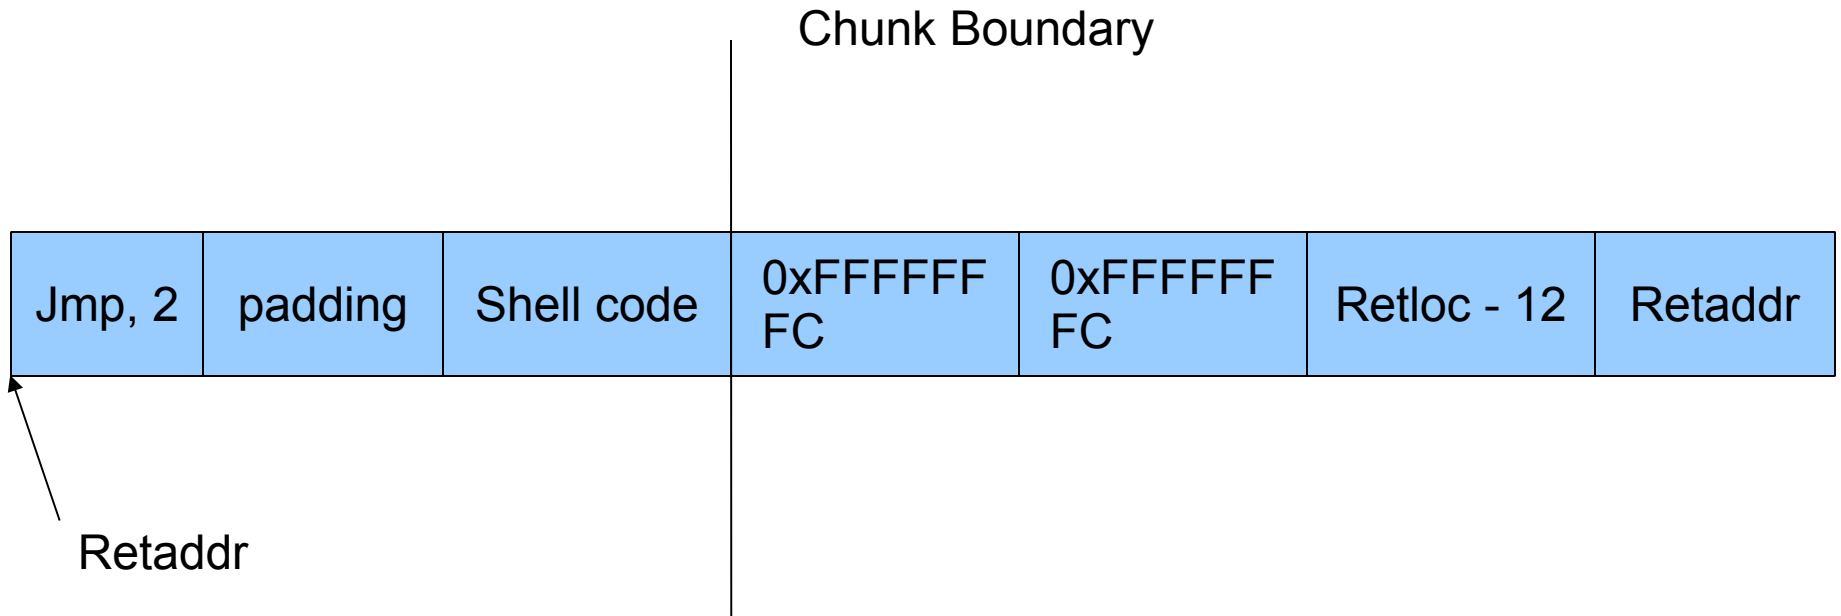 Chunk Boundary
Jmp, 2
padding
Shell code
0xFFFFFF
FC
0xFFFFFF
FC
Retloc - 12
Retaddr
Retaddr